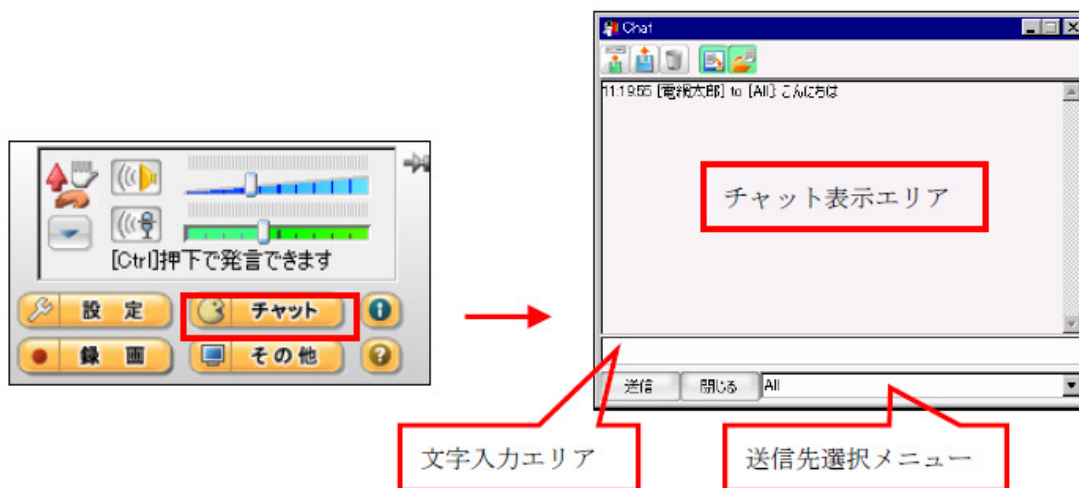 Chat
11:19:55 [電網太郎] to [All]: こんにちは
チャット表示エリア
[Ctrl]押下で発言できます
設 定
チャット
録 画
その他
送信
閉じる
All
文字入力エリア
送信先選択メニュー